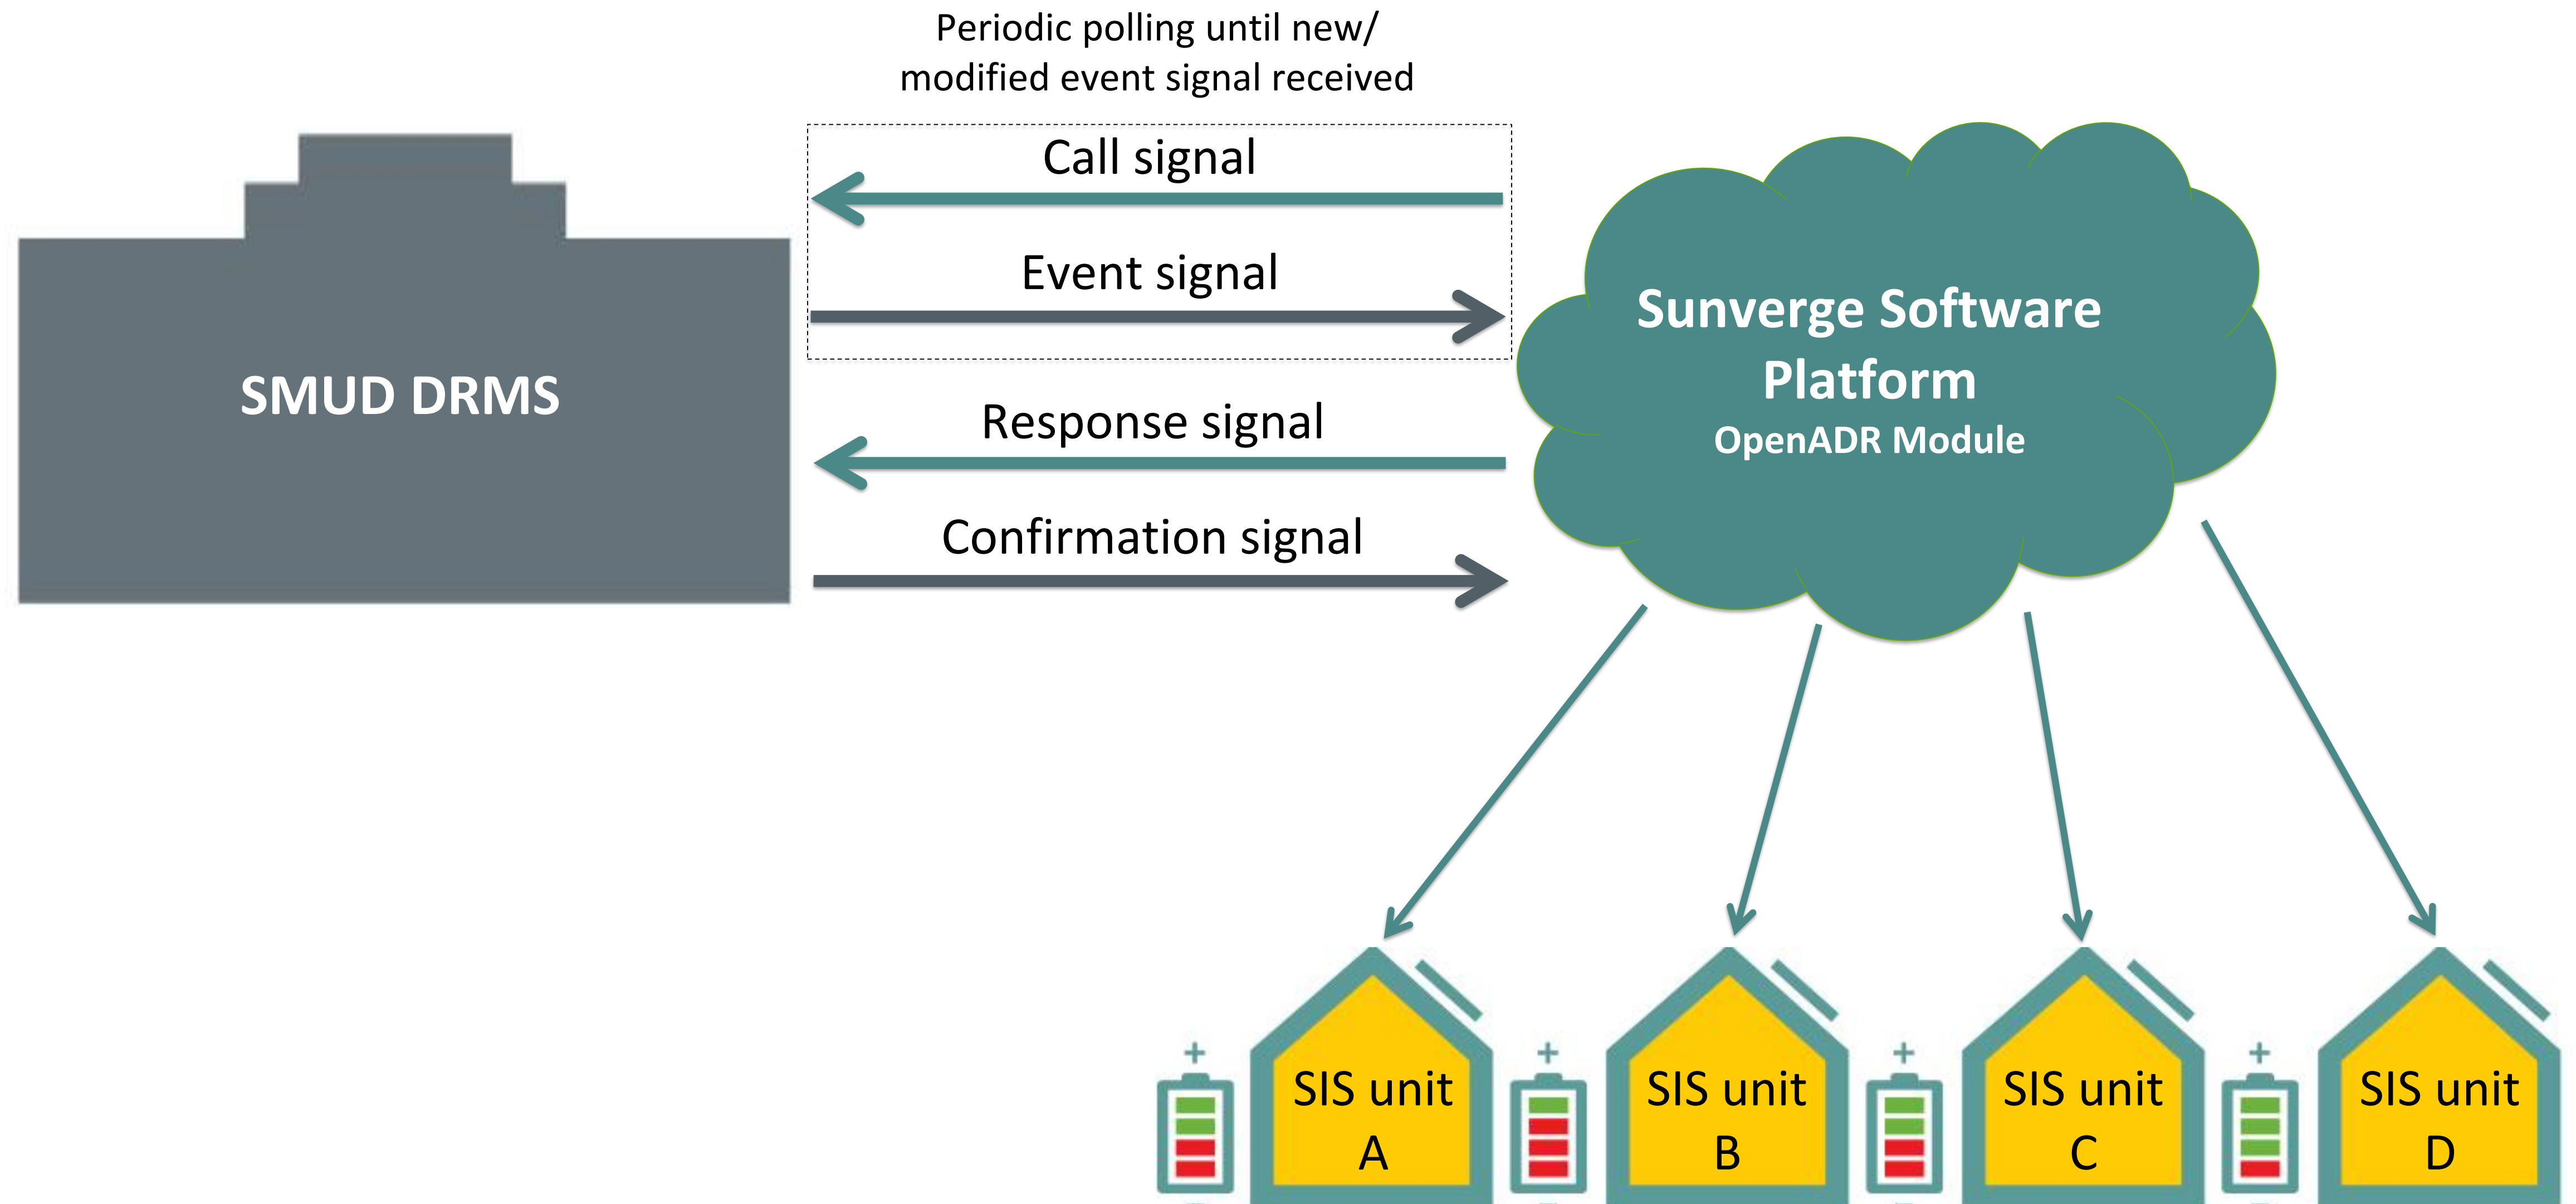 Periodic polling until new/
modified event signal received
Call signal
Event signal
Response signal
Confirmation signal
SMUD DRMS
Sunverge Software
Platform
OpenADR Module
+
SIS unit
A
+
SIS unit
B
+
SIS unit
C
+
SIS unit
D